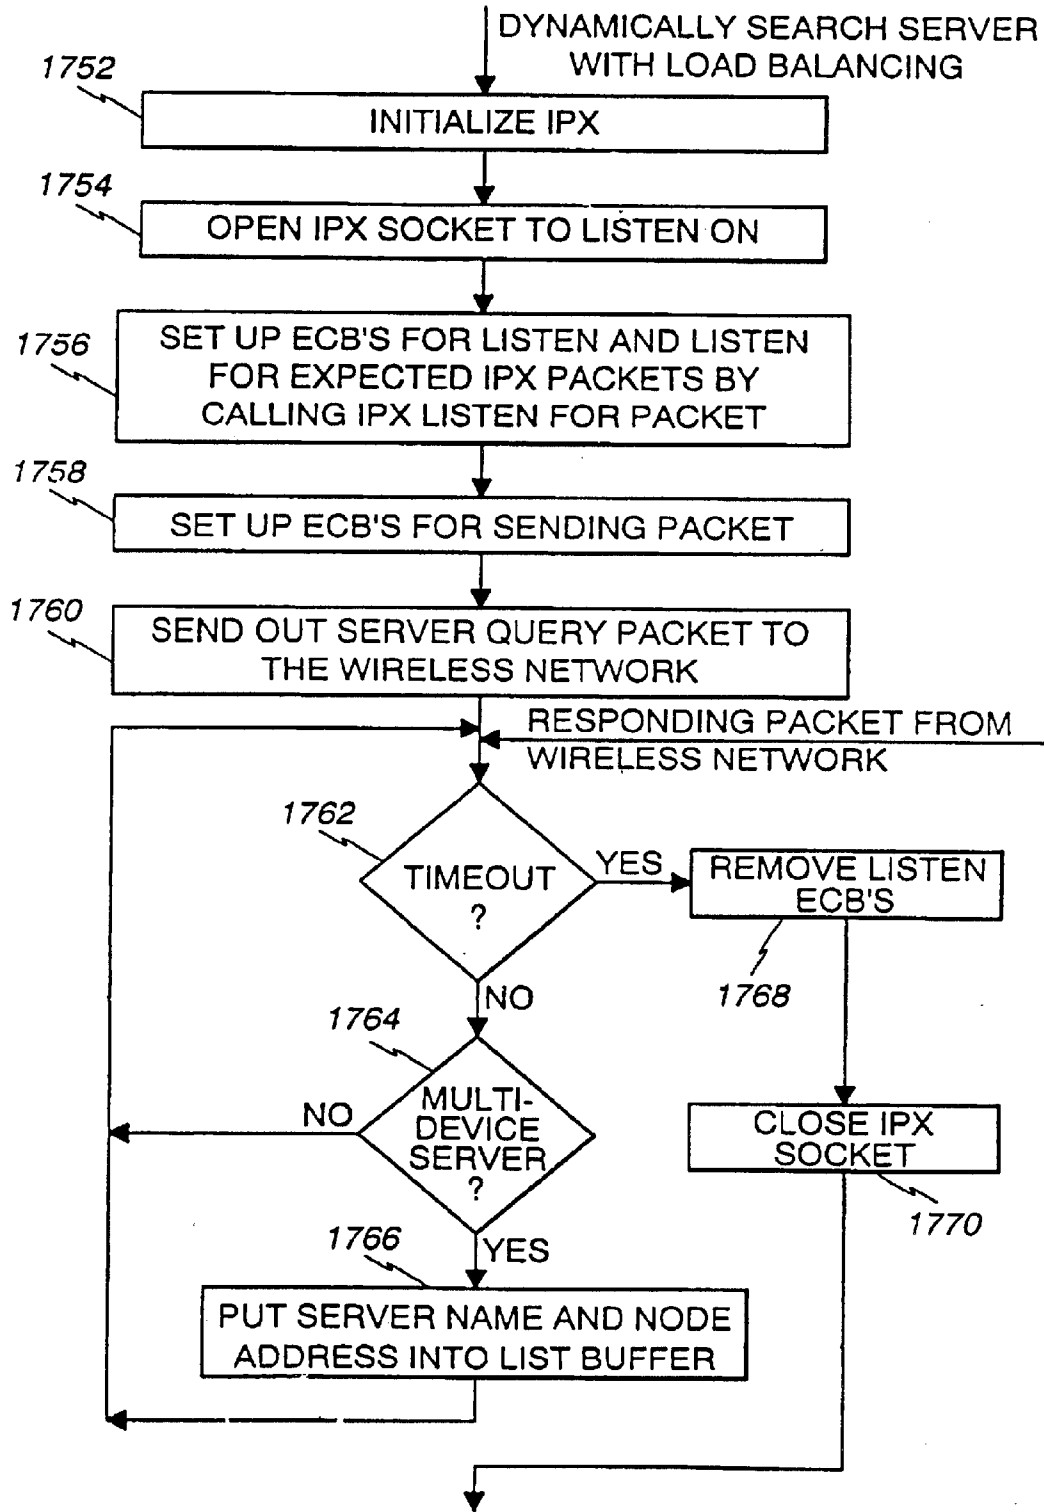 DYNAMICALLY SEARCH SERVER
WITH LOAD BALANCING
1752
INITIALIZE IPX
1754
OPEN IPX SOCKET TO LISTEN ON
1756
SET UP ECB'S FOR LISTEN AND LISTEN
FOR EXPECTED IPX PACKETS BY
CALLING IPX LISTEN FOR PACKET
1758
SET UP ECB'S FOR SENDING PACKET
1760
SEND OUT SERVER QUERY PACKET TO
THE WIRELESS NETWORK
RESPONDING PACKET FROM
WIRELESS NETWORK
1762
TIMEOUT
?
YES
REMOVE LISTEN
ECB'S
1768
NO
1764
MULTI-
DEVICE
SERVER
?
NO
CLOSE IPX
SOCKET
1770
YES
1766
PUT SERVER NAME AND NODE
ADDRESS INTO LIST BUFFER